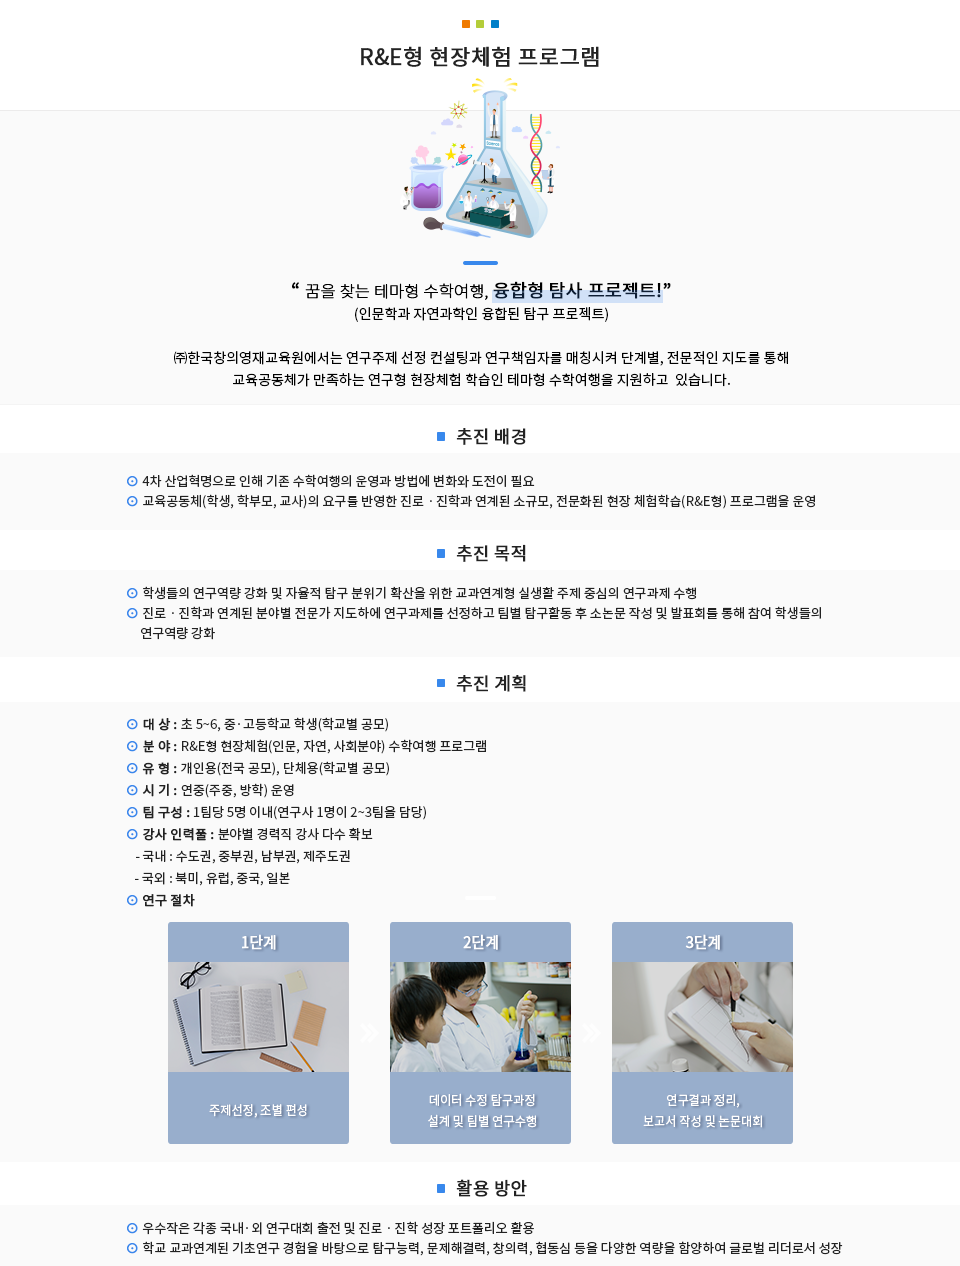 R&E형 현장체험 프로그램
science
“ 꿈을 찾는 테마형 수학여행, 융합형 탐사 프로젝트!”
(인문학과 자연과학인 융합된 탐구 프로젝트)
㈜한국창의영재교육원에서는 연구주제 선정 컨설팅과 연구책임자를 매칭시켜 단계별, 전문적인 지도를 통해
교육공동체가 만족하는 연구형 현장체험 학습인 테마형 수학여행을 지원하고 있습니다.
추진 배경
4차 산업혁명으로 인해 기존 수학여행의 운영과 방법에 변화와 도전이 필요
교육공동체(학생, 학부모, 교사)의 요구를 반영한 진로 · 진학과 연계된 소규모, 전문화된 현장 체험학습(R&E형) 프로그램을 운영
추진 목적
학생들의 연구역량 강화 및 자율적 탐구 분위기 확산을 위한 교과연계형 실생활 주제 중심의 연구과제 수행
진로 · 진학과 연계된 분야별 전문가 지도하에 연구과제를 선정하고 팀별 탐구활동 후 소논문 작성 및 발표회를 통해 참여 학생들의
연구역량 강화
추진 계획
대 상 : 초 5~6, 중·고등학교 학생(학교별 공모)
분 야 : R&E형 현장체험(인문, 자연, 사회분야) 수학여행 프로그램
유 형 : 개인용(전국 공모), 단체용(학교별 공모)
시 기 : 연중(주중, 방학) 운영
팀 구성 : 1팀당 5명 이내(연구사 1명이 2~3팀을 담당)
강사 인력풀 : 분야별 경력직 강사 다수 확보
- 국내 : 수도권, 중부권, 남부권, 제주도권
- 국외 : 북미, 유럽, 중국, 일본
연구 절차
1단계
2단계
3단계
주제선정, 조별 편성
데이터 수정 탐구과정
설계 및 팀별 연구수행
연구결과 정리,
보고서 작성 및 논문대회
활용 방안
우수작은 각종 국내·외 연구대회 출전 및 진로 · 진학 성장 포트폴리오 활용
학교 교과연계된 기초연구 경험을 바탕으로 탐구능력, 문제해결력, 창의력, 협동심 등을 다양한 역량을 함양하여 글로벌 리더로서 성장